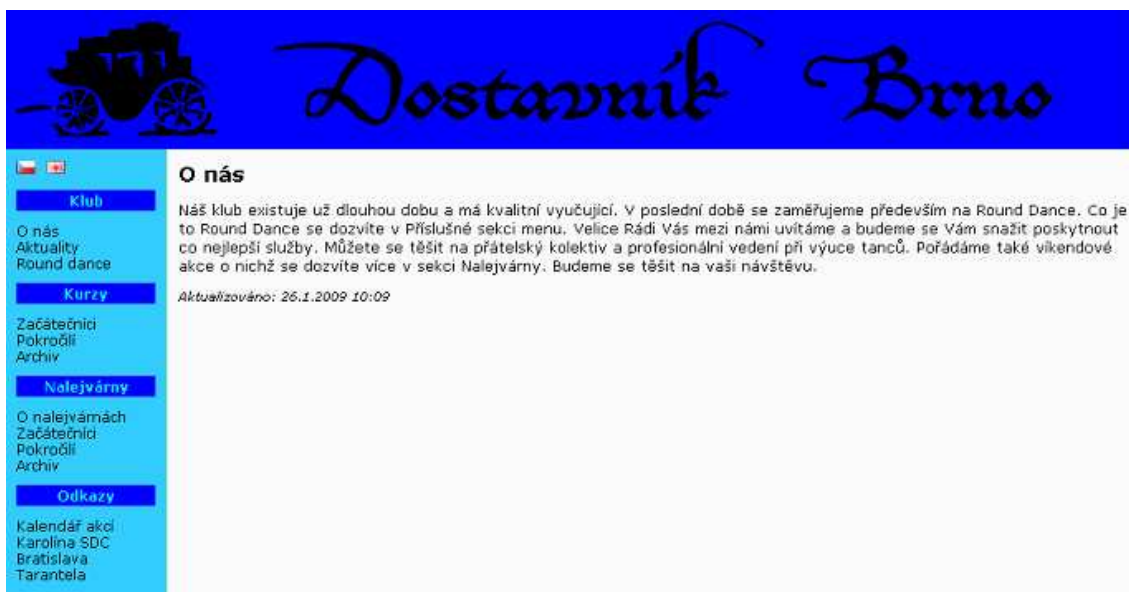 Dostavník Brno
Klub
O nás
Aktuality
Round dance
Kurzy
Začátečníci
Pokročilí
Archiv
Nalejvárny
O nalejvárnách
Začátečníci
Pokročilí
Archiv
Odkazy
Kalendář akcí
Karolína SDC
Bratislava
Tarantela
O nás
Náš klub existuje už dlouhou dobu a má kvalitní vyučující. V poslední době se zaměřujeme především na Round Dance. Co je
to Round Dance se dozvíte v Příslušné sekci menu. Velice Rádi Vás mezi námi uvítáme a budeme se Vám snažit poskytnout
co nejlepší služby. Můžete se těšit na přátelský kolektiv a profesionální vedení při výuce tanců. Pořádáme také víkendové
akce o nichž se dozvíte více v sekci Nalejvárny. Budeme se těšit na vaši návštěvu.
Aktualizováno: 26.1.2009 10:09